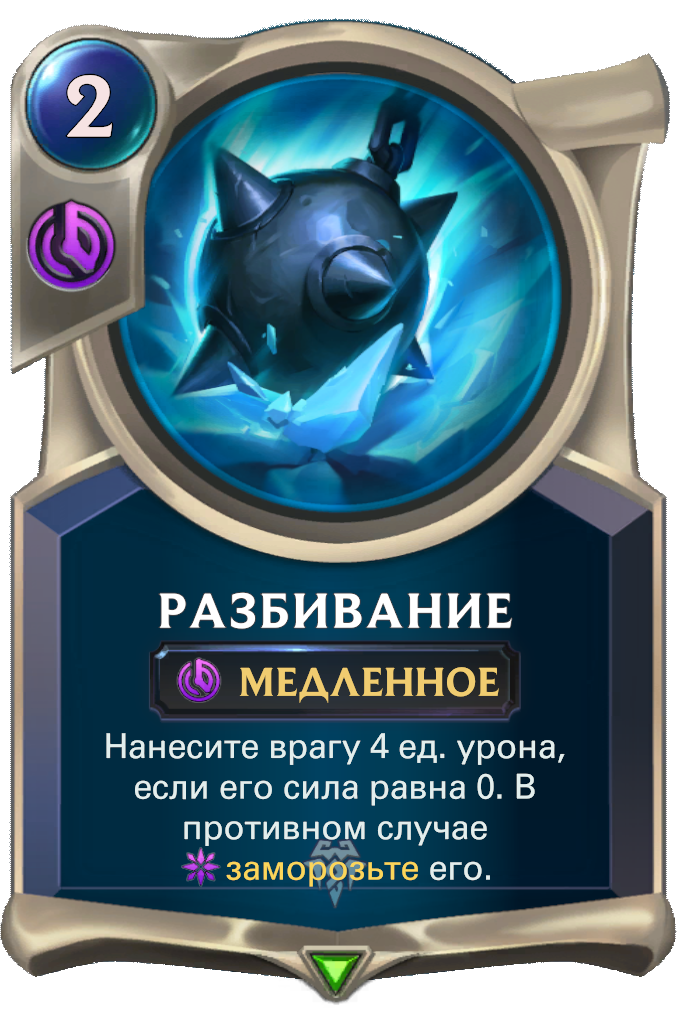 2
РАЗБИВАНИЕ
МЕДЛЕННОЕ
Нанесите врагу 4 ед. урона,
если его сила равна 0. В
противном случае
заморозьте его.